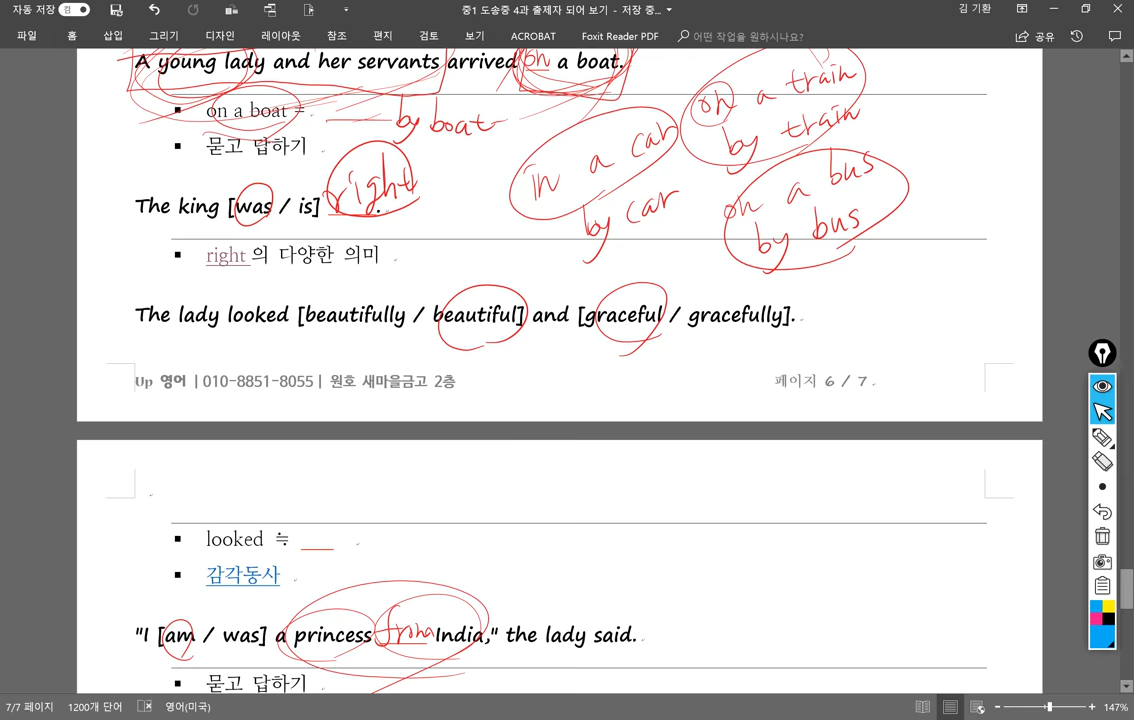 자동 저장 컴
중1 도송중 4과 출제자 되어 보기 - 저장 중...
김 기환
파일 홈 삽입 그리기 디자인 레이아웃 참조 편지 검토 보기 ACROBAT Foxit Reader PDF 어떤 작업을 원하시나요? 공유
A young lady and her servants arrived on a boat.
on a boat = by boat
on a train
by train
묻고 답하기
in a car
by car
on a bus
by bus
The king [was / is] right.
right 의 다양한 의미
The lady looked [beautifully / beautiful] and [graceful / gracefully].
Up 영어 | 010-8851-8055 | 원호 새마을금고 2층
페이지 6 / 7
looked ≒
감각동사
"I [am / was] a princess from India," the lady said.
묻고 답하기
7/7 페이지 1200개 단어 영어(미국) 147%